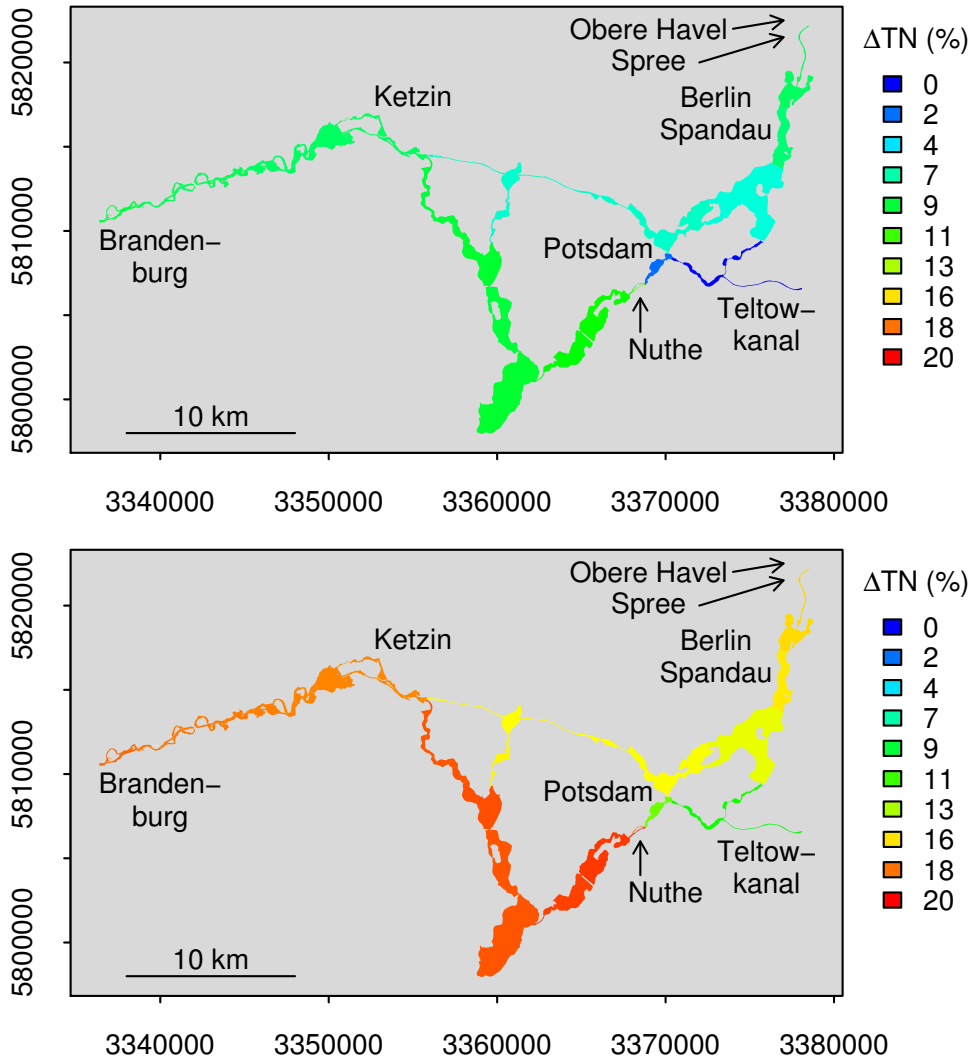 Obere Havel
Spree
Ketzin
Berlin
Spandau
Branden−
burg
Potsdam
Teltow−
kanal
Nuthe
10 km
5820000
5810000
5800000
3340000 3350000 3360000 3370000 3380000
ΔTN (%)
0
2
4
7
9
11
13
16
18
20
Obere Havel
Spree
Ketzin
Berlin
Spandau
Branden−
burg
Potsdam
Teltow−
kanal
Nuthe
10 km
5820000
5810000
5800000
3340000 3350000 3360000 3370000 3380000
ΔTN (%)
0
2
4
7
9
11
13
16
18
20